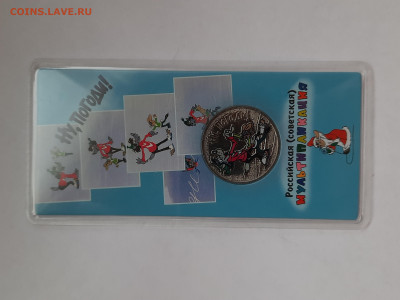 COINS.LAVE.RU
Ну, погоди!
Российская (советская)
МУЛЬТИПЛИКАЦИЯ